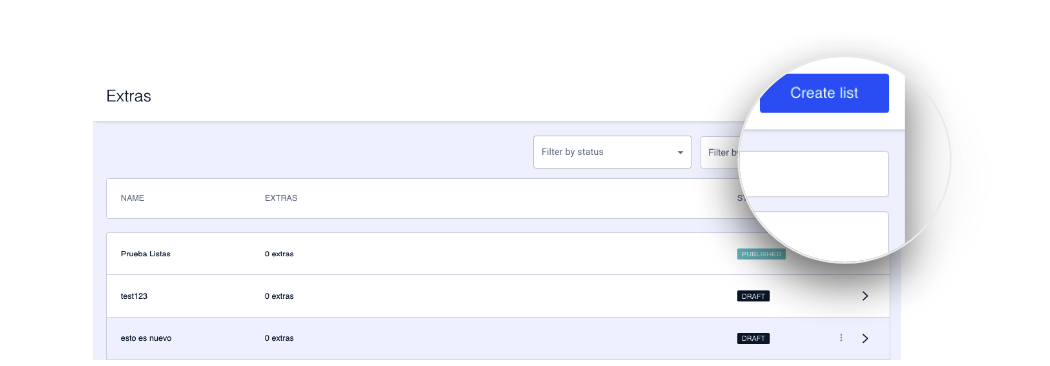 Create list
Extras
Filter by status
Filter b
NAME EXTRAS
Prueba Listas 0 extras PUBLISHED
test123 0 extras DRAFT
esto es nuevo 0 extras DRAFT